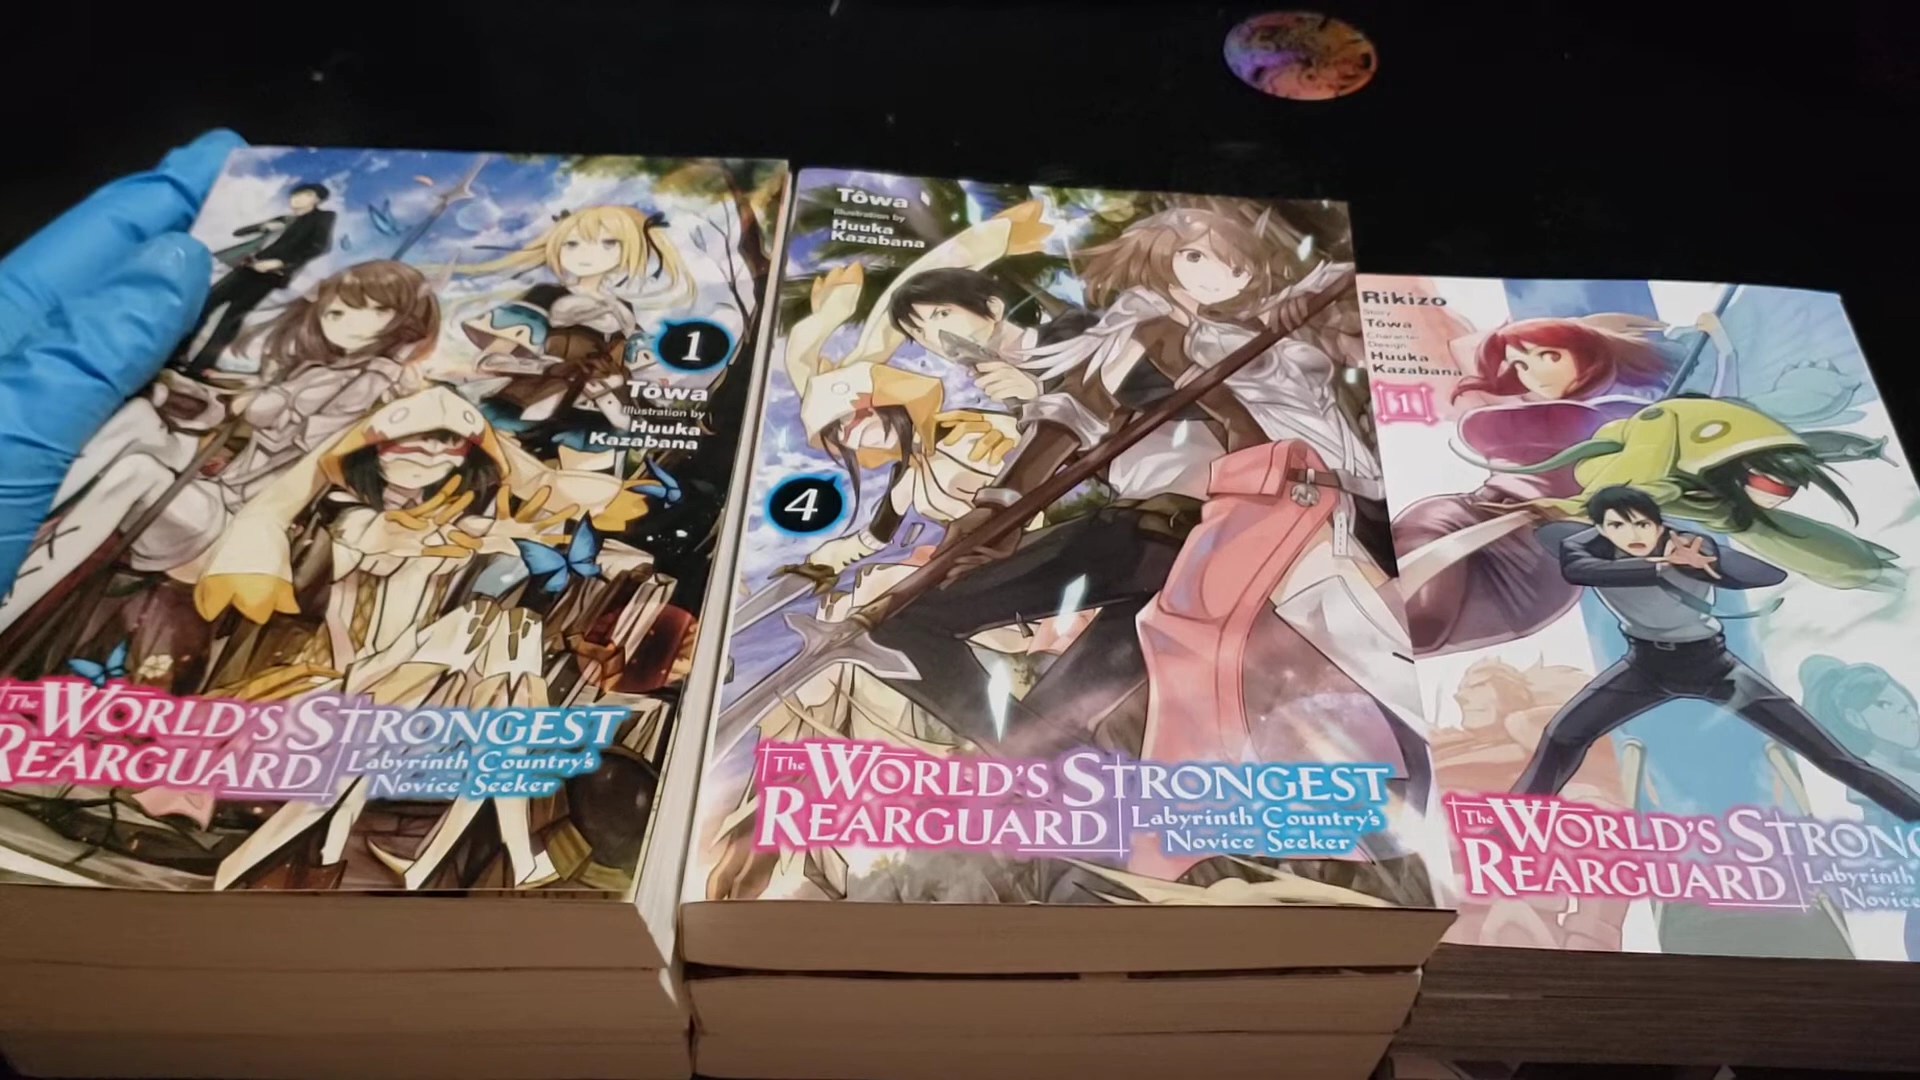 1
Tôwa
Illustration by
Huuka
Kazabana
The World's Strongest
Rearguard
Labyrinth Country's
Novice Seeker
Tôwa
Illustration by
Huuka
Kazabana
4
The World's Strongest
Rearguard
Labyrinth Country's
Novice Seeker
Rikizo
Story
Tôwa
Character
Design
Huuka
Kazabana
1
The World's Strong
Rearguard
Labyrinth
Novice